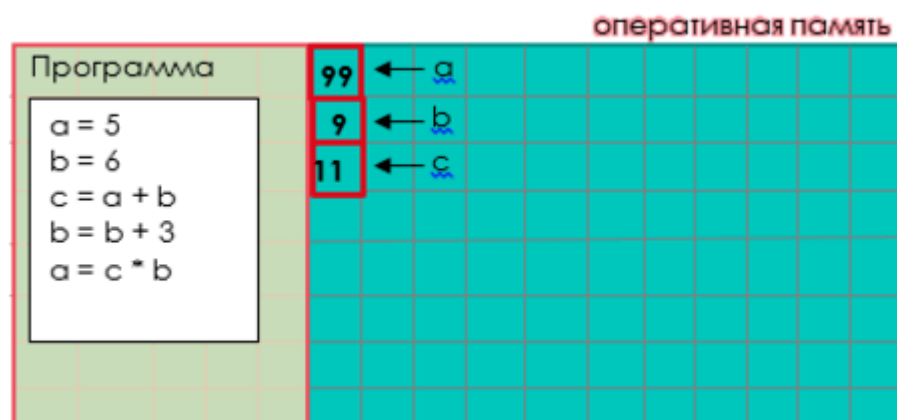 оперативная память
Программа
a = 5
b = 6
c = a + b
b = b + 3
a = c * b
99 a
9 b
11 c